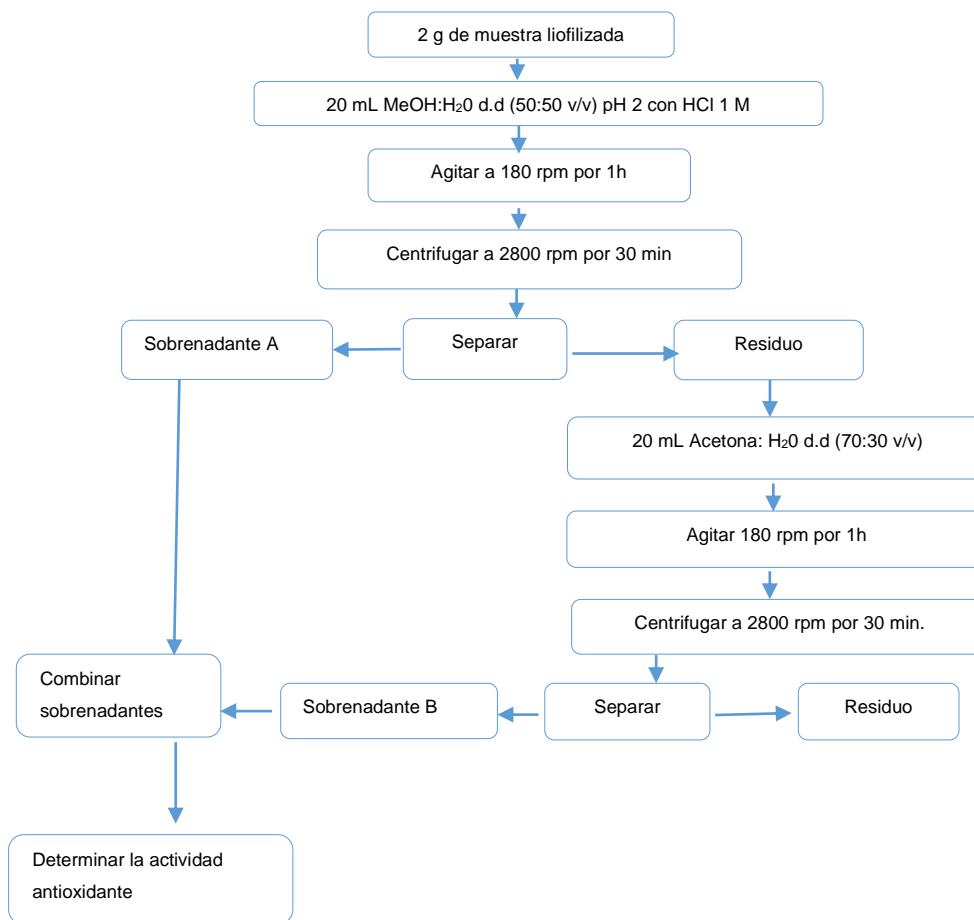 2 g de muestra liofilizada
20 mL MeOH:H₂0 d.d (50:50 v/v) pH 2 con HCl 1 M
Agitar a 180 rpm por 1h
Centrifugar a 2800 rpm por 30 min
Sobrenadante A
Separar
Residuo
20 mL Acetona: H₂0 d.d (70:30 v/v)
Agitar 180 rpm por 1h
Centrifugar a 2800 rpm por 30 min.
Combinar
sobrenadantes
Sobrenadante B
Separar
Residuo
Determinar la actividad
antioxidante